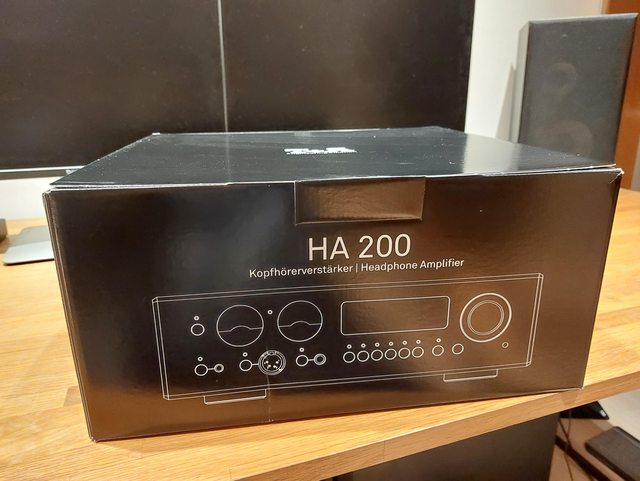 HA 200
Kopfhörerverstärker | Headphone Amplifier